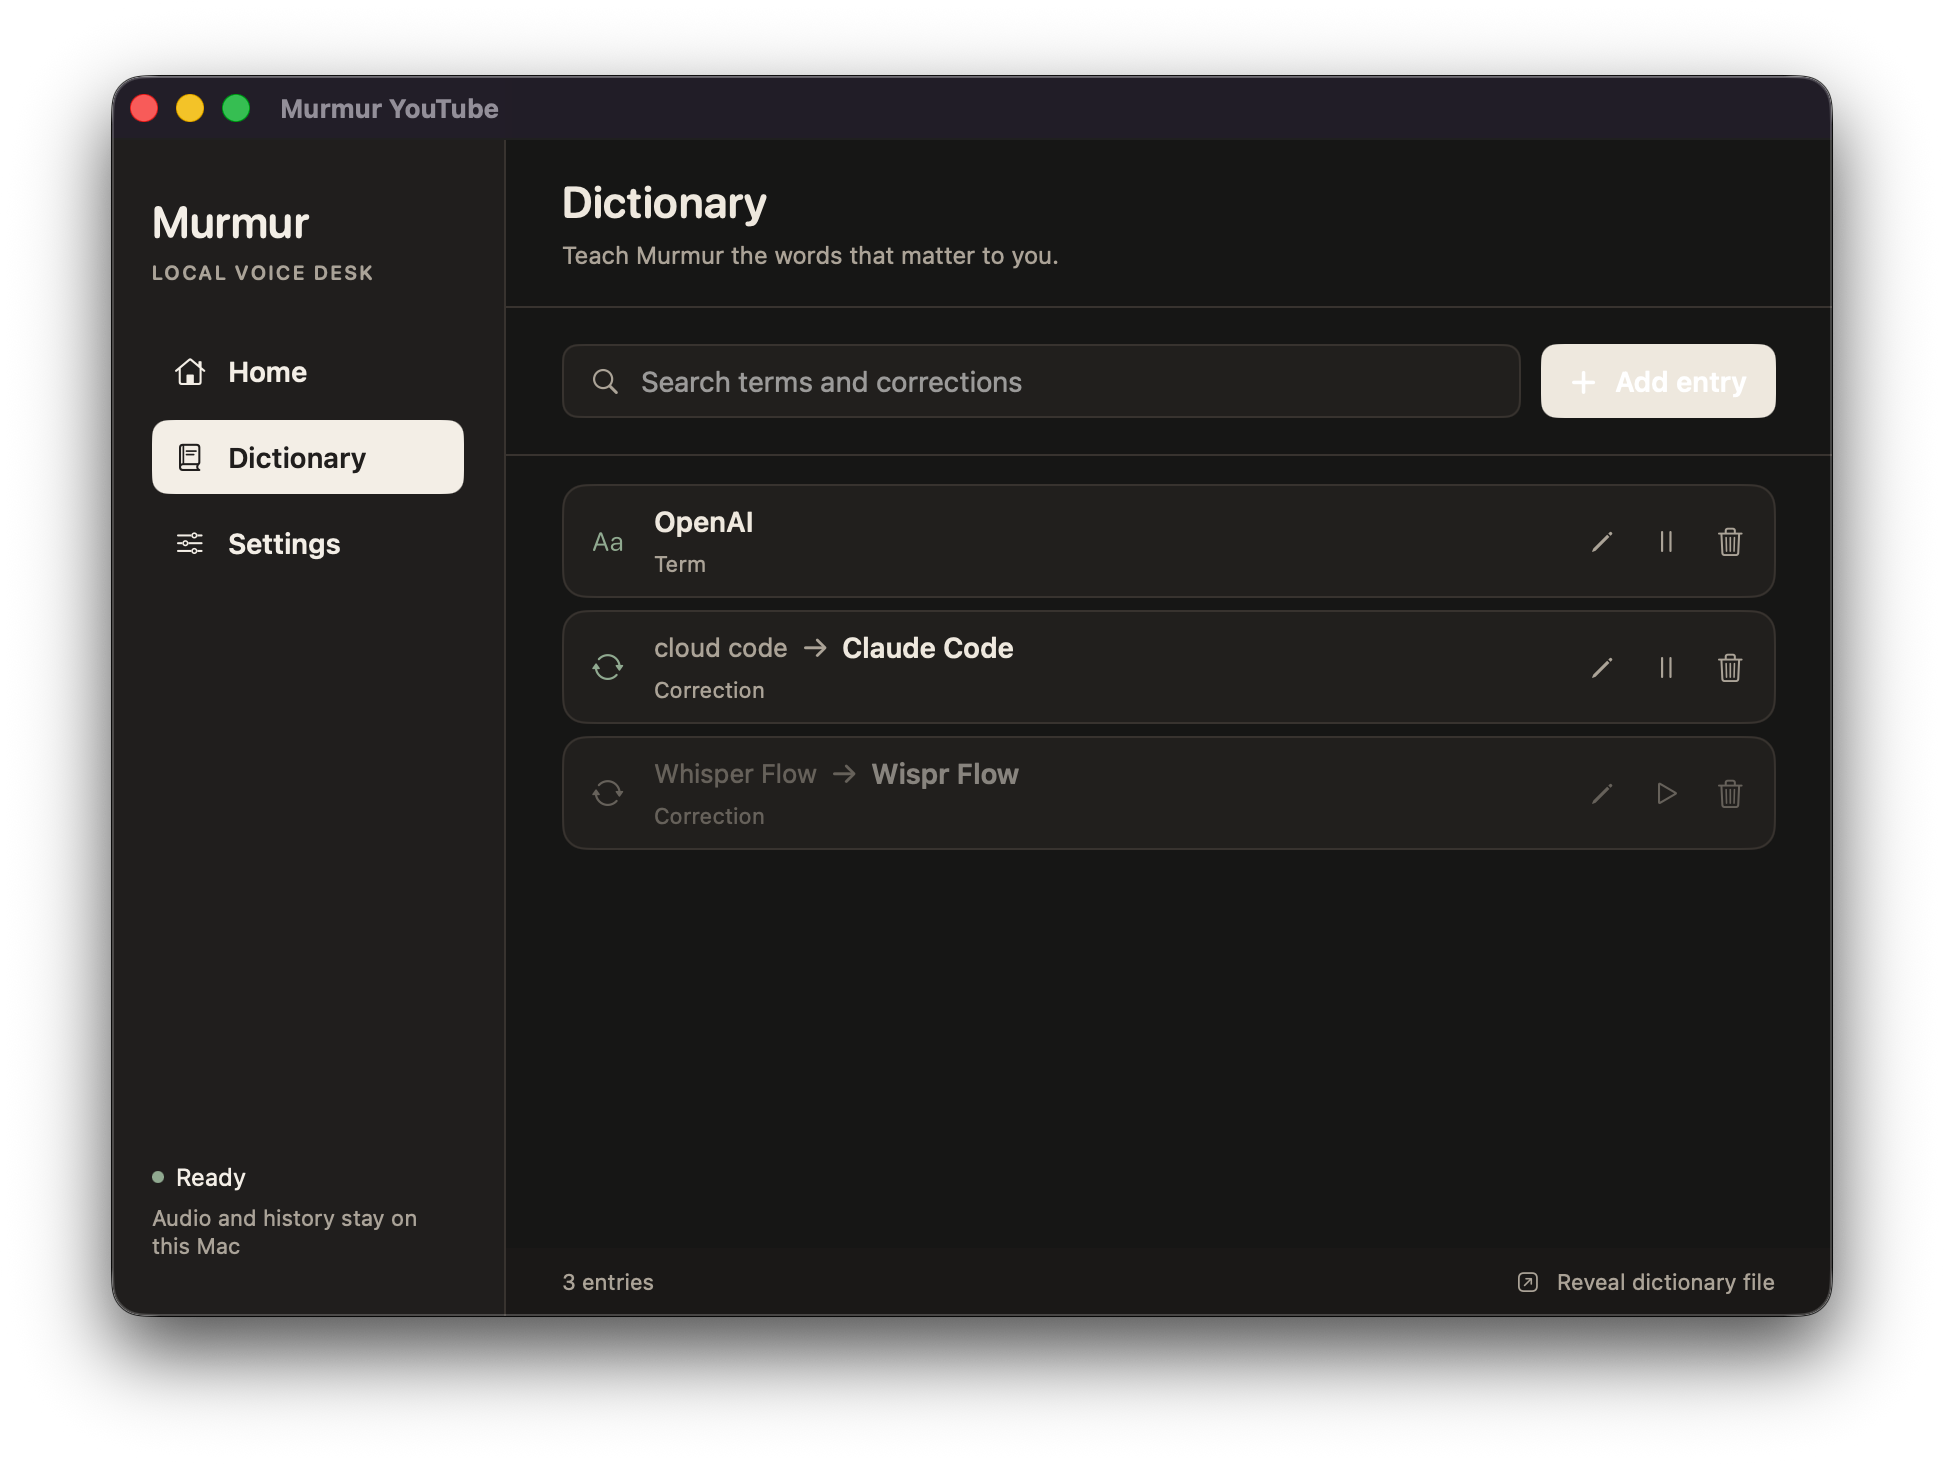 Murmur YouTube
Murmur
LOCAL VOICE DESK
Home
Dictionary
Settings
Ready
Audio and history stay on
this Mac
Dictionary
Teach Murmur the words that matter to you.
Search terms and corrections
+ Add entry
Aa
OpenAI
Term
cloud code → Claude Code
Correction
Whisper Flow → Wispr Flow
Correction
3 entries
Reveal dictionary file